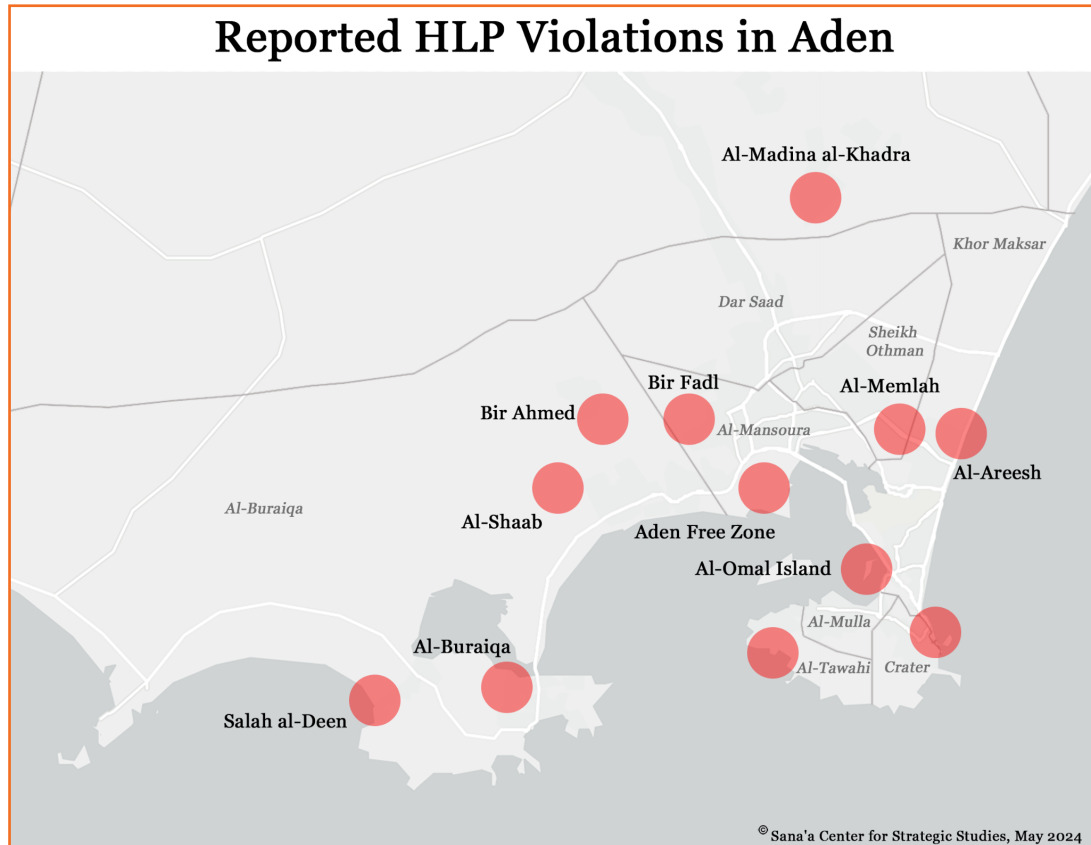 Reported HLP Violations in Aden
Al-Madina al-Khadra
Khor Maksar
Dar Saad
Sheikh
Othman
Bir Fadl
Al-Memlah
Bir Ahmed
Al-Mansoura
Al-Areesh
Al-Buraiqa
Al-Shaab
Aden Free Zone
Al-Omal Island
Al-Mulla
Al-Buraiqa
Al-Tawahi
Crater
Salah al-Deen
© Sana'a Center for Strategic Studies, May 2024